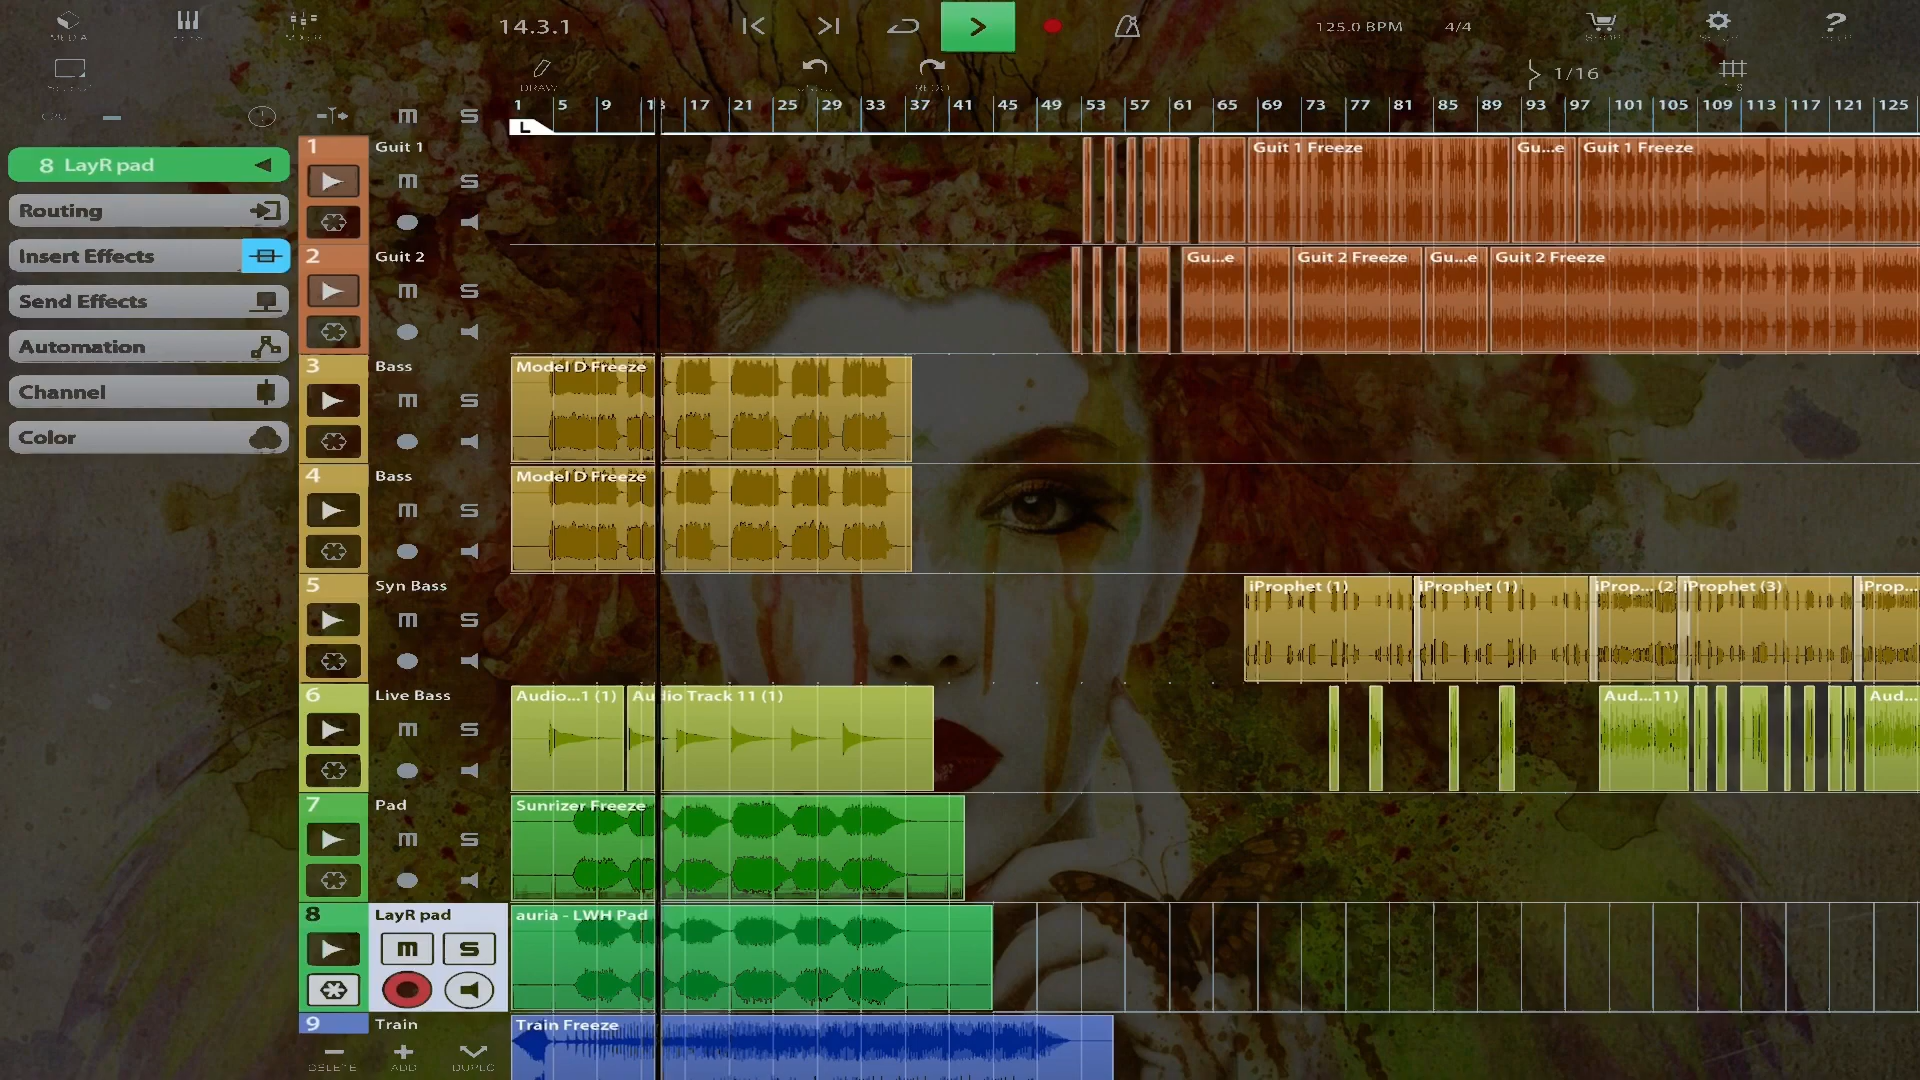 MEDIA
14.3.1
125.0 BPM 4/4
DRAW
1/16
1 5 9 17 21 25 29 33 37 41 45 49 53 57 61 65 69 73 77 81 85 89 93 97 101 105 109 113 117 121 125
L
m S
8 LayR pad
Routing
Insert Effects
Send Effects
Automation
Channel
Color
1 Guit 1 Guit 1 Freeze Gu...e Guit 1 Freeze
m S
2 Guit 2 Gu...e Guit 2 Freeze Gu...e Guit 2 Freeze
m S
3 Bass Model D Freeze
m S
4 Bass Model D Freeze
m S
5 Syn Bass iProphet (1) iProphet (1) iProp... (2 iProphet (3) iProp...
m S
6 Live Bass Audio...1 (1) Audio Track 11 (1) Aud...11) Aud...
m S
7 Pad Sunrizer Freeze
m S
8 LayR pad auria - LWH Pad
m S
9 Train Train Freeze
DELETE ADD